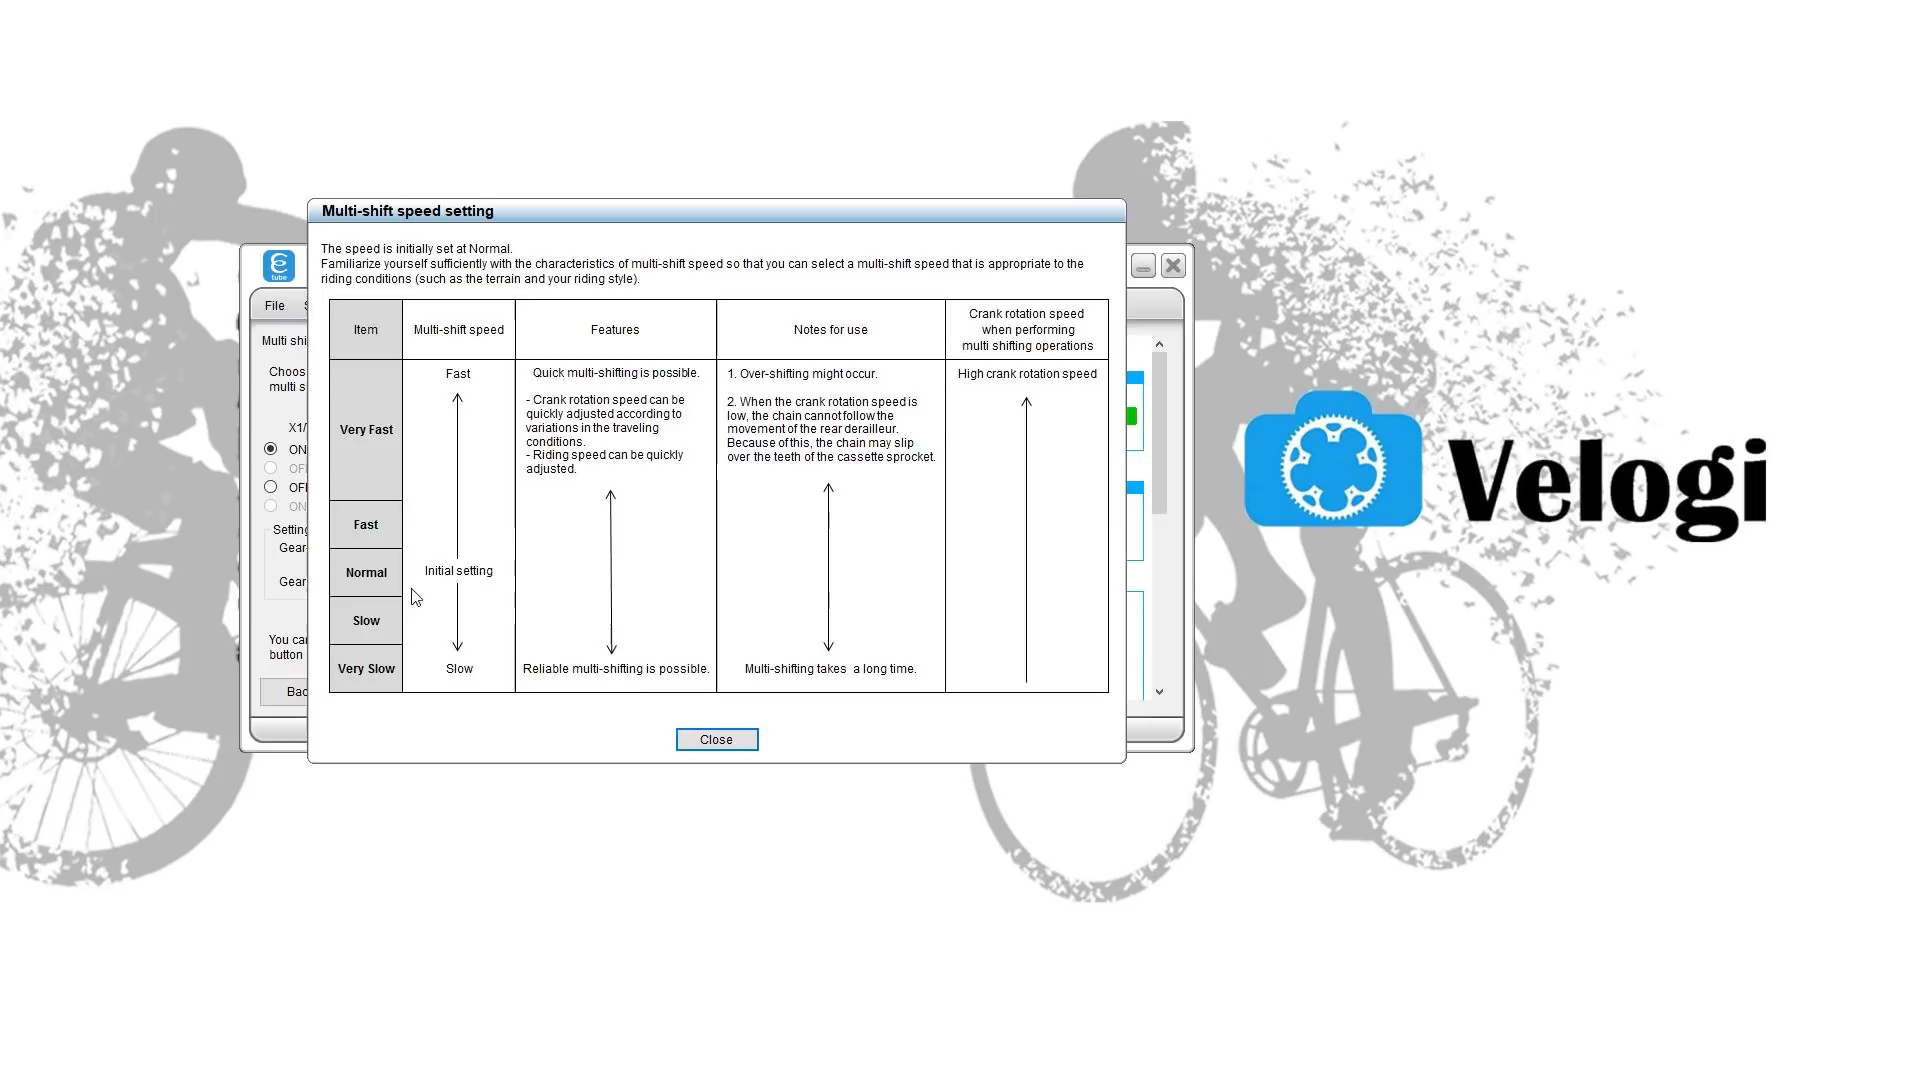 Multi-shift speed setting
The speed is initially set at Normal.
Familiarize yourself sufficiently with the characteristics of multi-shift speed so that you can select a multi-shift speed that is appropriate to the
riding conditions (such as the terrain and your riding style).
tube
File
Item
Multi-shift speed
Features
Notes for use
Crank rotation speed
when performing
multi shifting operations
Very Fast
Fast
Quick multi-shifting is possible.
- Crank rotation speed can be
quickly adjusted according to
variations in the traveling
conditions.
- Riding speed can be quickly
adjusted.
1. Over-shifting might occur.
2. When the crank rotation speed is
low, the chain cannot follow the
movement of the rear derailleur.
Because of this, the chain may slip
over the teeth of the cassette sprocket.
High crank rotation speed
Fast
Normal
Initial setting
Slow
Very Slow
Slow
Reliable multi-shifting is possible.
Multi-shifting takes a long time.
Close
Multi shi
Choos
multi s
X1/
ON
OFF
OFF
ON
Setting
Gear-
Gear
You can
button
Bac
Velogi